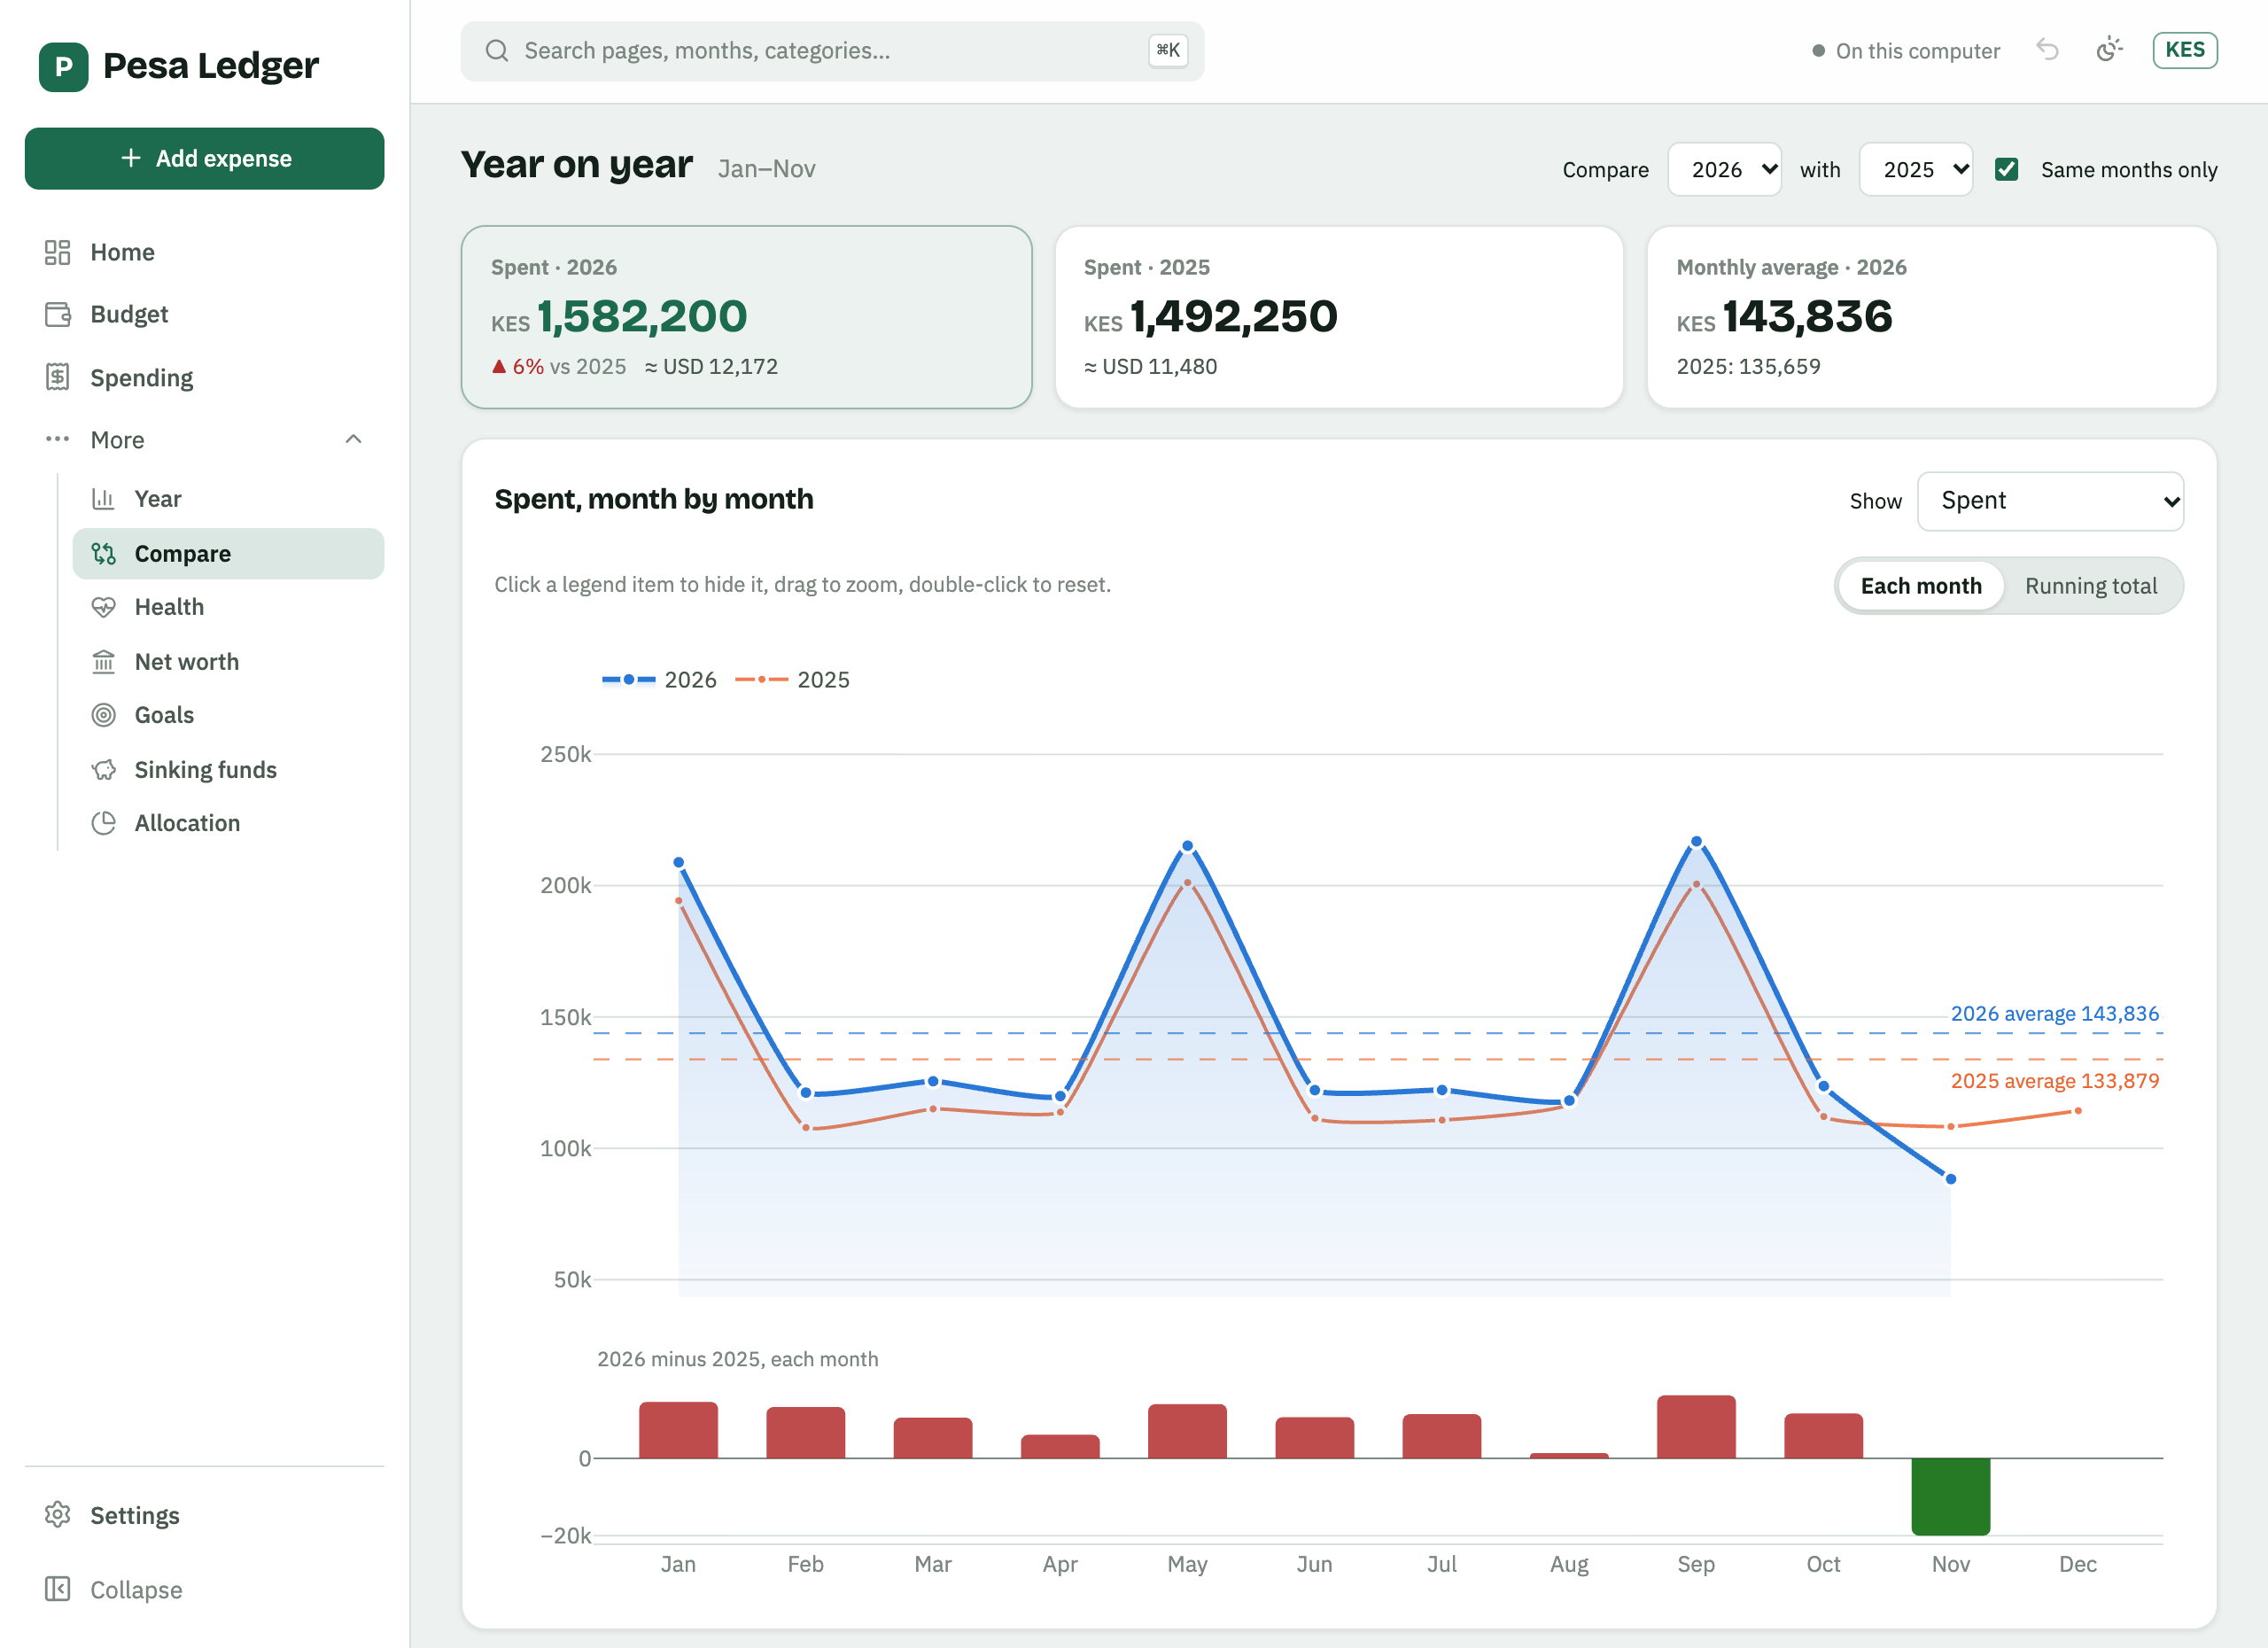 P Pesa Ledger
Search pages, months, categories... ⌘K
On this computer
KES
+ Add expense
Home
Budget
Spending
More
Year
Compare
Health
Net worth
Goals
Sinking funds
Allocation
Settings
Collapse
Year on year Jan–Nov
Compare 2026 with 2025 Same months only
Spent · 2026
KES 1,582,200
▲ 6% vs 2025 ≈ USD 12,172
Spent · 2025
KES 1,492,250
≈ USD 11,480
Monthly average · 2026
KES 143,836
2025: 135,659
Spent, month by month
Show Spent
Click a legend item to hide it, drag to zoom, double-click to reset.
Each month Running total
2026 2025
250k
200k
150k
100k
50k
2026 average 143,836
2025 average 133,879
2026 minus 2025, each month
0
−20k
Jan Feb Mar Apr May Jun Jul Aug Sep Oct Nov Dec